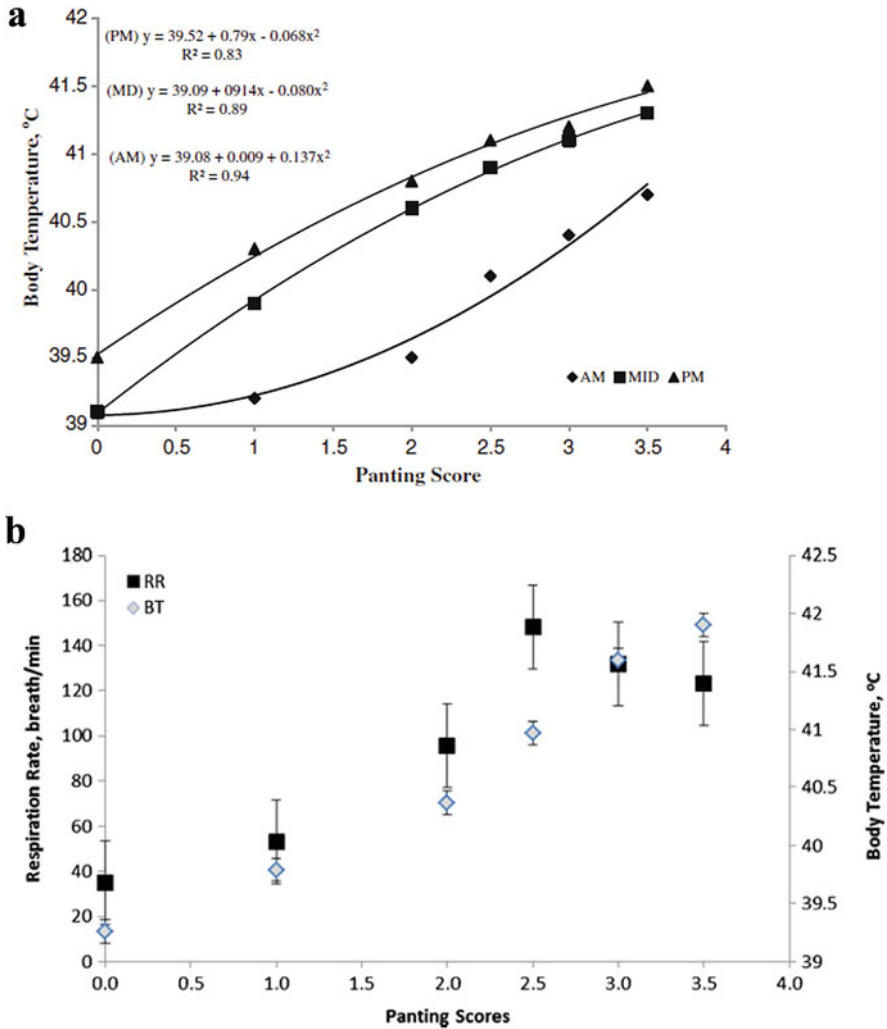 a
42
41.5
41
40.5
40
39.5
39
Body Temperature, ºC
(PM) y = 39.52 + 0.79x - 0.068x²
R² = 0.83
(MD) y = 39.09 + 0914x - 0.080x²
R² = 0.89
(AM) y = 39.08 + 0.009 + 0.137x²
R² = 0.94
AM MID PM
0 0.5 1 1.5 2 2.5 3 3.5 4
Panting Score
b
180
160
140
120
100
80
60
40
20
0
Respiration Rate, breath/min
RR
BT
42.5
42
41.5
41
40.5
40
39.5
39
Body Temperature, ºC
0.0 0.5 1.0 1.5 2.0 2.5 3.0 3.5 4.0
Panting Scores